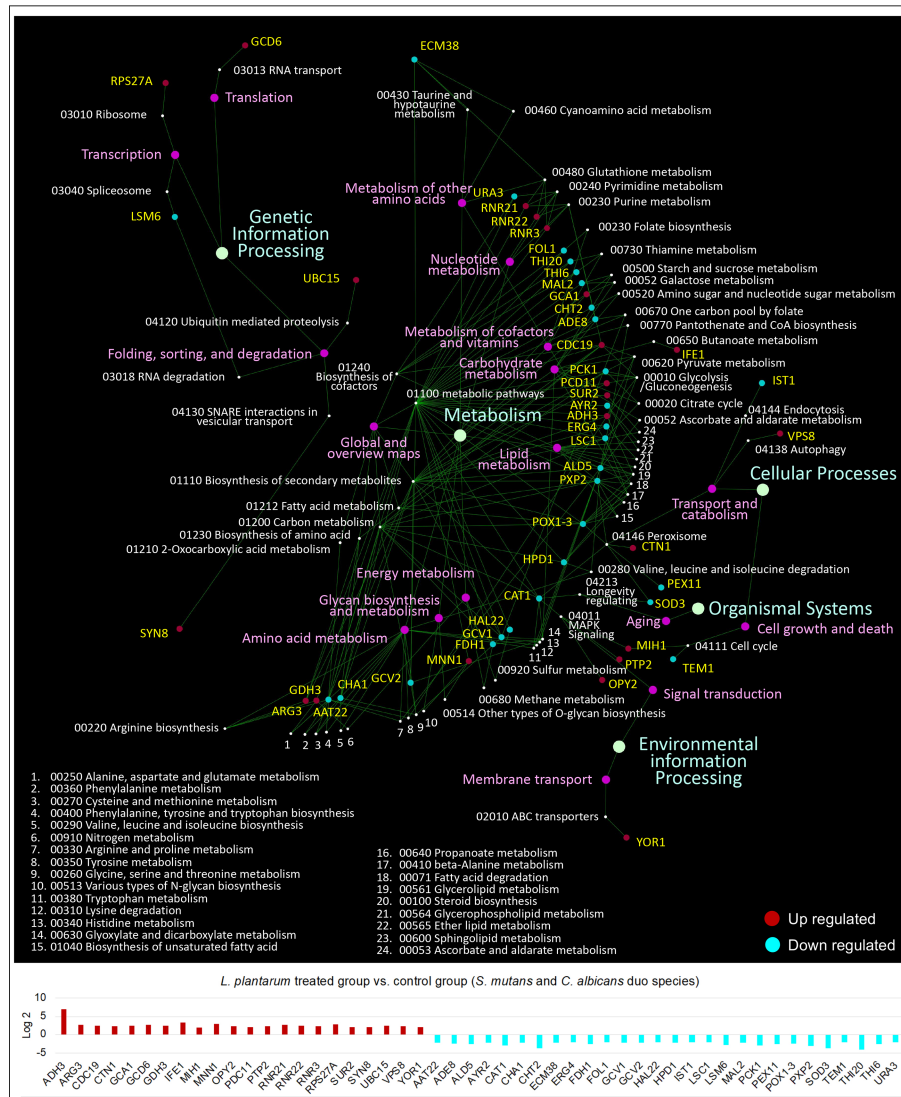 GCD6
ECM38
03013 RNA transport
RPS27A
00430 Taurine and
hypotaurine
metabolism
Translation
00460 Cyanoamino acid metabolism
03010 Ribosome
Transcription
00480 Glutathione metabolism
03040 Spliceosome
Metabolism of other
amino acids
URA3
00240 Pyrimidine metabolism
RNR21
00230 Purine metabolism
LSM6
RNR22
Genetic
Information
Processing
RNR3
00230 Folate biosynthesis
FOL1
00730 Thiamine metabolism
Nucleotide
metabolism
THI20
THI6
00500 Starch and sucrose metabolism
UBC15
MAL2
00052 Galactose metabolism
GCA1
00520 Amino sugar and nucleotide sugar metabolism
CHT2
00670 One carbon pool by folate
04120 Ubiquitin mediated proteolysis
ADE8
00770 Pantothenate and CoA biosynthesis
Metabolism of cofactors
and vitamins
00650 Butanoate metabolism
CDC19
IFE1
Folding, sorting, and degradation
01240
Biosynthesis of
cofactors
Carbohydrate
metabolism
00620 Pyruvate metabolism
03018 RNA degradation
PCK1
00010 Glycolysis
/Gluconeogenesis
IST1
PCD11
01100 metabolic pathways
SUR2
04130 SNARE interactions in
vesicular transport
AYR2
00020 Citrate cycle
04144 Endocytosis
Metabolism
ADH3
00052 Ascorbate and aldarate metabolism
ERG4
24
VPS8
Global and
overview maps
LSC1
23
04138 Autophagy
Lipid
metabolism
22
21
ALD5
20
Cellular Processes
01110 Biosynthesis of secondary metabolites
PXP2
19
18
17
01212 Fatty acid metabolism
16
Transport and
catabolism
01200 Carbon metabolism
POX1-3
15
01230 Biosynthesis of amino acid
04146 Peroxisome
01210 2-Oxocarboxylic acid metabolism
CTN1
HPD1
00280 Valine, leucine and isoleucine degradation
Energy metabolism
04213
Longevity
regulating
PEX11
Glycan biosynthesis
and metabolism
CAT1
SOD3
Organismal Systems
04011
MAPK
Signaling
Aging
Cell growth and death
HAL22
SYN8
Amino acid metabolism
GCV1
14
FDH1
13
12
11
MIH1
04111 Cell cycle
MNN1
PTP2
TEM1
00920 Sulfur metabolism
CHA1
GCV2
OPY2
GDH3
00680 Methane metabolism
Signal transduction
ARG3
AAT22
00514 Other types of O-glycan biosynthesis
00220 Arginine biosynthesis
1 2 3 4 5 6 7 8 9 10
Environmental
information
Processing
Membrane transport
02010 ABC transporters
YOR1
1. 00250 Alanine, aspartate and glutamate metabolism
2. 00360 Phenylalanine metabolism
3. 00270 Cysteine and methionine metabolism
4. 00400 Phenylalanine, tyrosine and tryptophan biosynthesis
5. 00290 Valine, leucine and isoleucine biosynthesis
6. 00910 Nitrogen metabolism
7. 00330 Arginine and proline metabolism
8. 00350 Tyrosine metabolism
9. 00260 Glycine, serine and threonine metabolism
10. 00513 Various types of N-glycan biosynthesis
11. 00380 Tryptophan metabolism
12. 00310 Lysine degradation
13. 00340 Histidine metabolism
14. 00630 Glyoxylate and dicarboxylate metabolism
15. 01040 Biosynthesis of unsaturated fatty acid
16. 00640 Propanoate metabolism
17. 00410 beta-Alanine metabolism
18. 00071 Fatty acid degradation
19. 00561 Glycerolipid metabolism
20. 00100 Steroid biosynthesis
21. 00564 Glycerophospholipid metabolism
22. 00565 Ether lipid metabolism
23. 00600 Sphingolipid metabolism
24. 00053 Ascorbate and aldarate metabolism
Up regulated
Down regulated
L. plantarum treated group vs. control group (S. mutans and C. albicans duo species)
Log 2
10
5
0
-5
ADH3 ARG3 CDC19 CTN1 GCA1 GCD6 GDH3 IFE1 MIH1 MNN1 OPY2 PDC11 PTP2 RNR21 RNR22 RNR3 RPS27A SUR2 SYN8 UBC15 VPS8 YOR1 AAT22 ADE8 ALD5 AYR2 CAT1 CHA1 CHT2 ECM38 ERG4 FDH1 FOL1 GCV1 GCV2 HAL22 HPD1 IST1 LSC1 LSM6 MAL2 PCK1 PEX11 POX1-3 PXP2 SOD3 TEM1 THI20 THI6 URA3